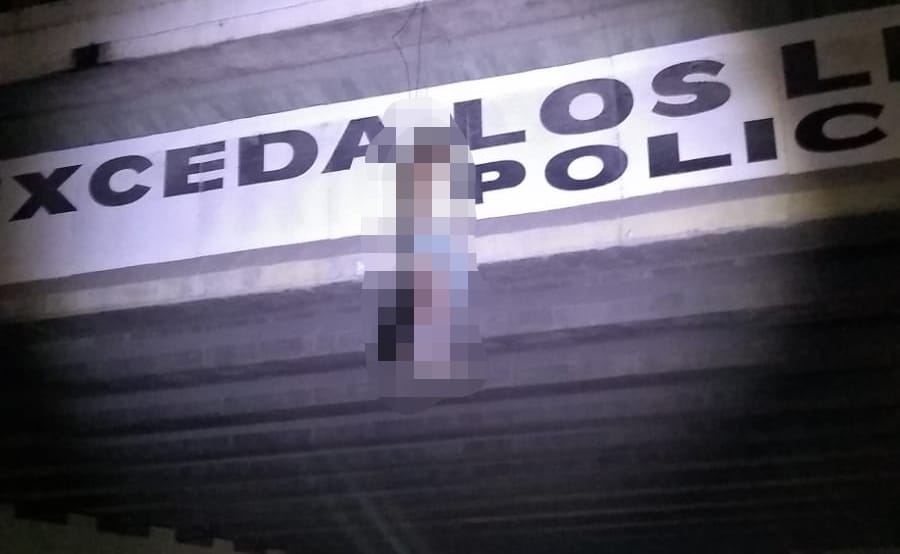 XCEDA LOS L
POLIC